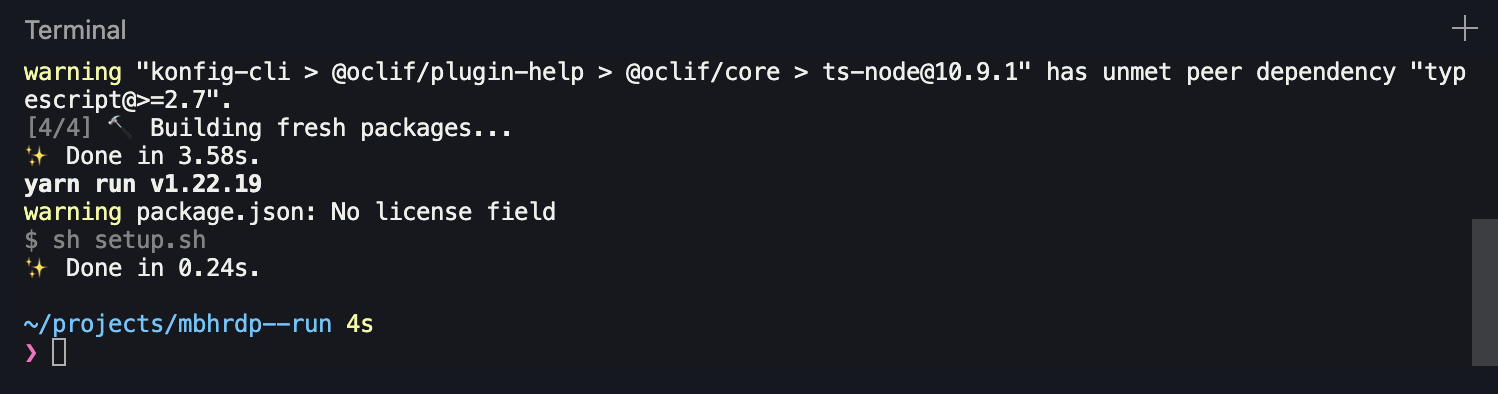 Terminal
warning "konfig-cli > @oclif/plugin-help > @oclif/core > ts-node@10.9.1" has unmet peer dependency "typ
escript@>=2.7".
[4/4] 🔨 Building fresh packages...
✨ Done in 3.58s.
yarn run v1.22.19
warning package.json: No license field
$ sh setup.sh
✨ Done in 0.24s.
~/projects/mbhrdp--run 4s
❯